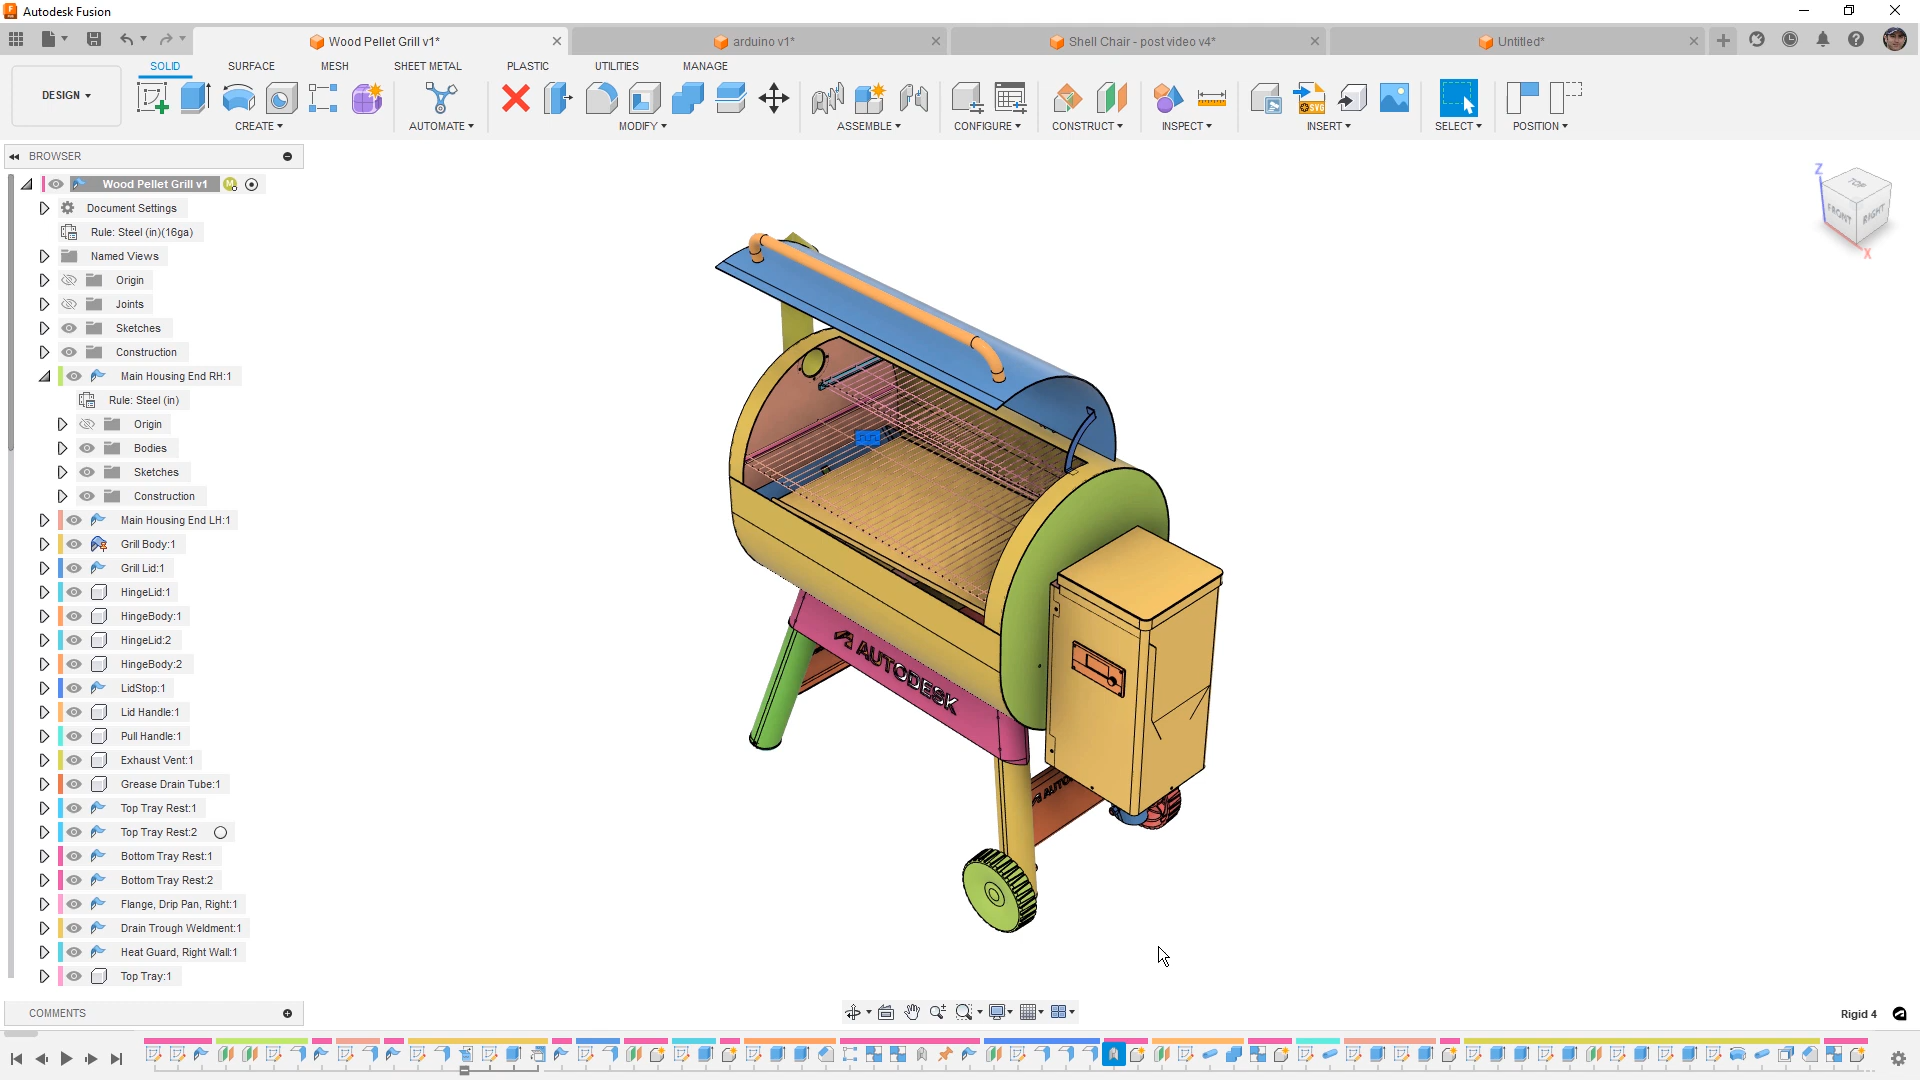 Autodesk Fusion
Wood Pellet Grill v1*
arduino v1*
Shell Chair - post video v4*
Untitled*
SOLID
SURFACE
MESH
SHEET METAL
PLASTIC
UTILITIES
MANAGE
DESIGN
CREATE
AUTOMATE
MODIFY
ASSEMBLE
CONFIGURE
CONSTRUCT
INSPECT
INSERT
SELECT
POSITION
BROWSER
Wood Pellet Grill v1
Document Settings
Rule: Steel (in)(16ga)
Named Views
Origin
Joints
Sketches
Construction
Main Housing End RH:1
Rule: Steel (in)
Origin
Bodies
Sketches
Construction
Main Housing End LH:1
Grill Body:1
Grill Lid:1
HingeLid:1
HingeBody:1
HingeLid:2
HingeBody:2
LidStop:1
Lid Handle:1
Pull Handle:1
Exhaust Vent:1
Grease Drain Tube:1
Top Tray Rest:1
Top Tray Rest:2
Bottom Tray Rest:1
Bottom Tray Rest:2
Flange, Drip Pan, Right:1
Drain Trough Weldment:1
Heat Guard, Right Wall:1
Top Tray:1
Z
TOP
FRONT
RIGHT
X
AUTODESK
COMMENTS
Rigid 4